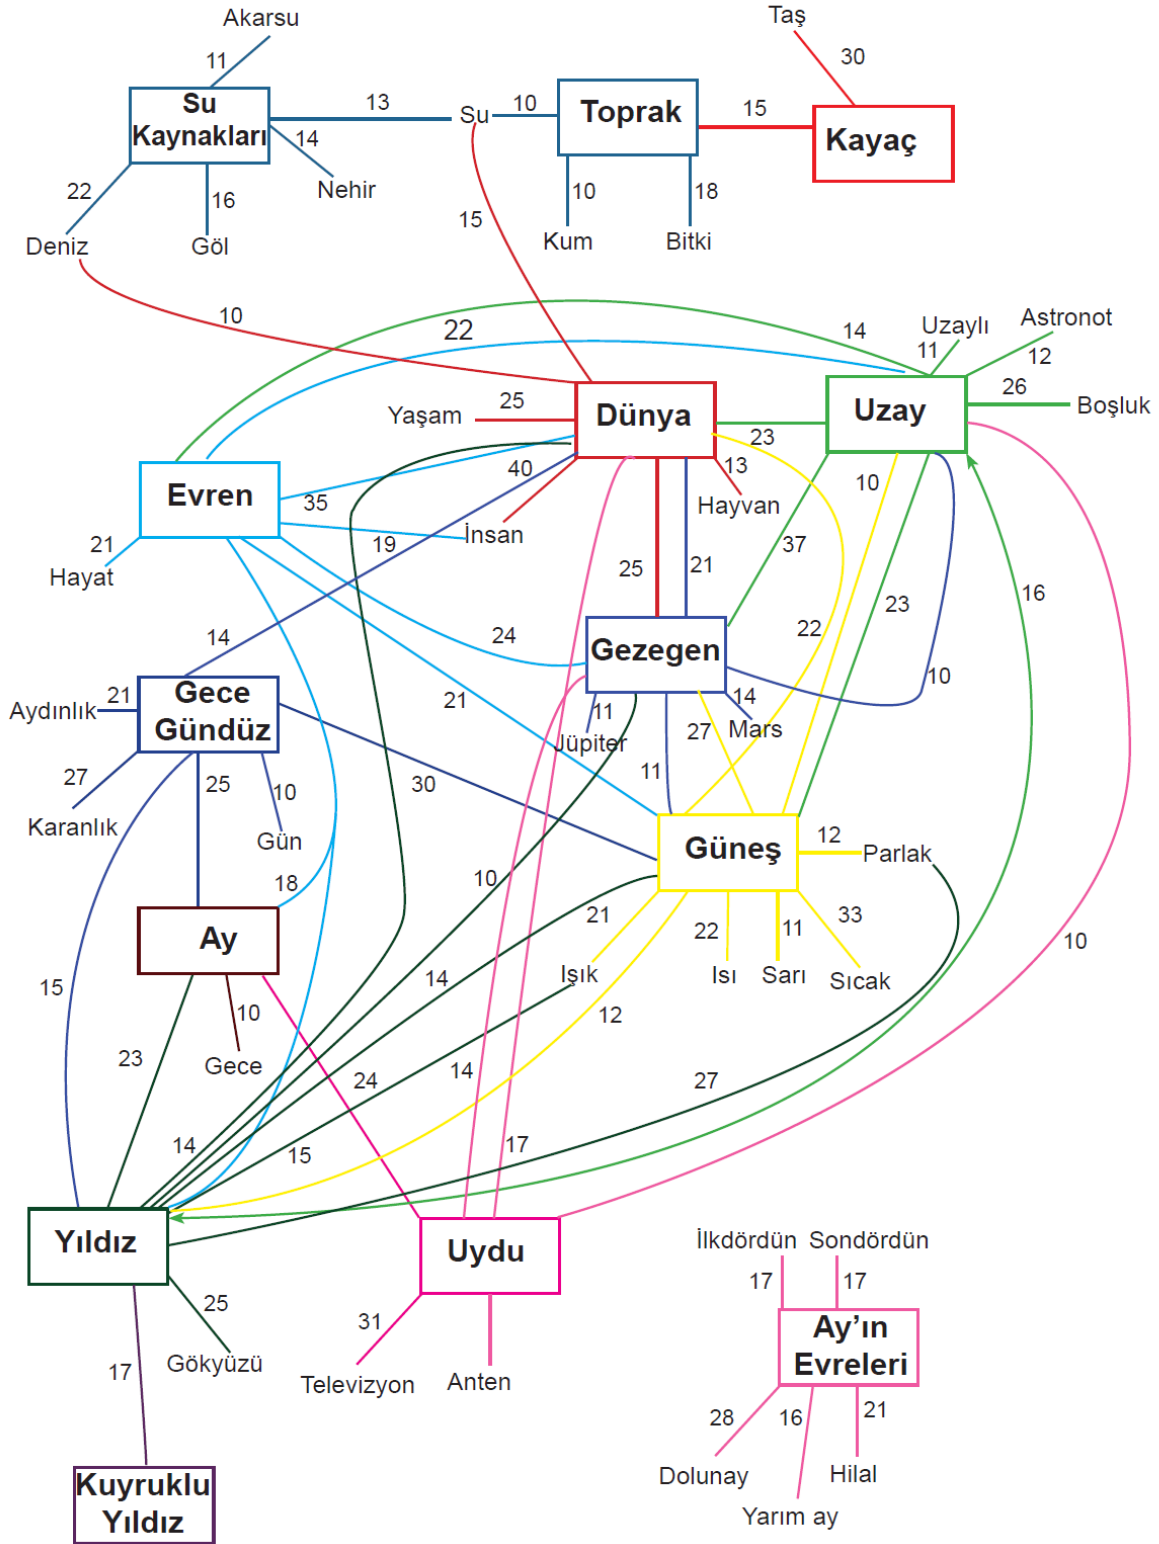 Akarsu
Taş
11
30
Su
Kaynakları
13
Su
10
Toprak
15
Kayaç
14
22
16
Nehir
10
18
15
Deniz
Göl
Kum
Bitki
10
22
14
Uzaylı
11
Astronot
12
Yaşam
25
Dünya
Uzay
26
Boşluk
23
Evren
35
40
13
10
Hayvan
21
Hayat
19
İnsan
37
25
21
23
16
14
24
22
Gezegen
Aydınlık
21
Gece
Gündüz
21
10
11
14
27
Mars
Jüpiter
27
25
10
30
11
Karanlık
Gün
Güneş
12
Parlak
18
10
21
22
11
33
Ay
Işık
Isı
Sarı
Sıcak
10
15
14
12
10
Gece
23
24
14
27
14
15
17
Yıldız
Uydu
İlkdördün
Sondördün
17
17
25
31
Ay’ın
Evreleri
Gökyüzü
17
Televizyon
Anten
28
16
21
Dolunay
Hilal
Kuyruklu
Yıldız
Yarım ay